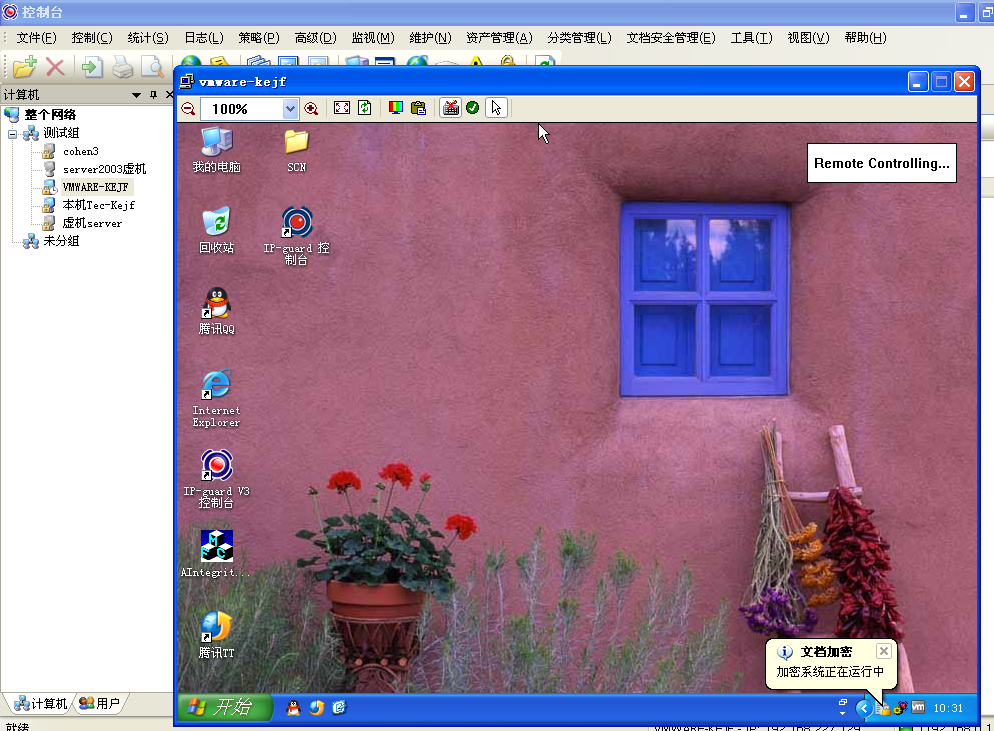 控制台
文件(F) 控制(C) 统计(S) 日志(L) 策略(P) 高级(D) 监视(M) 维护(N) 资产管理(A) 分类管理(L) 文档安全管理(E) 工具(T) 视图(V) 帮助(H)
计算机
整个网络
测试组
cohen3
server2003虚机
VMWARE-KEJF
本机Tec-Kejf
虚机server
未分组
计算机 用户
就绪
vmware-kejf
100%
Remote Controlling...
我的电脑
SCN
回收站
IP-guard 控
制台
腾讯QQ
Internet
Explorer
IP-guard V3
控制台
AIntegrit...
腾讯TT
文档加密
加密系统正在运行中
开始
10:31